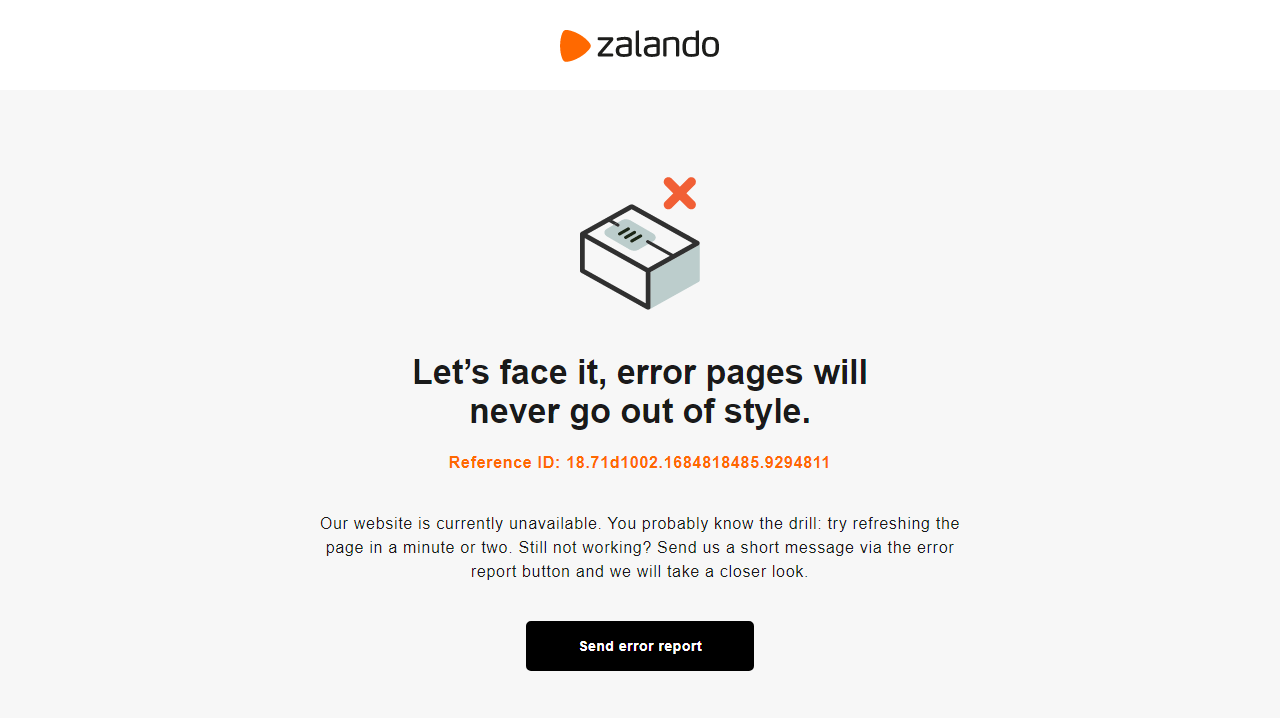 zalando
Let’s face it, error pages will
never go out of style.
Reference ID: 18.71d1002.1684818485.9294811
Our website is currently unavailable. You probably know the drill: try refreshing the
page in a minute or two. Still not working? Send us a short message via the error
report button and we will take a closer look.
Send error report